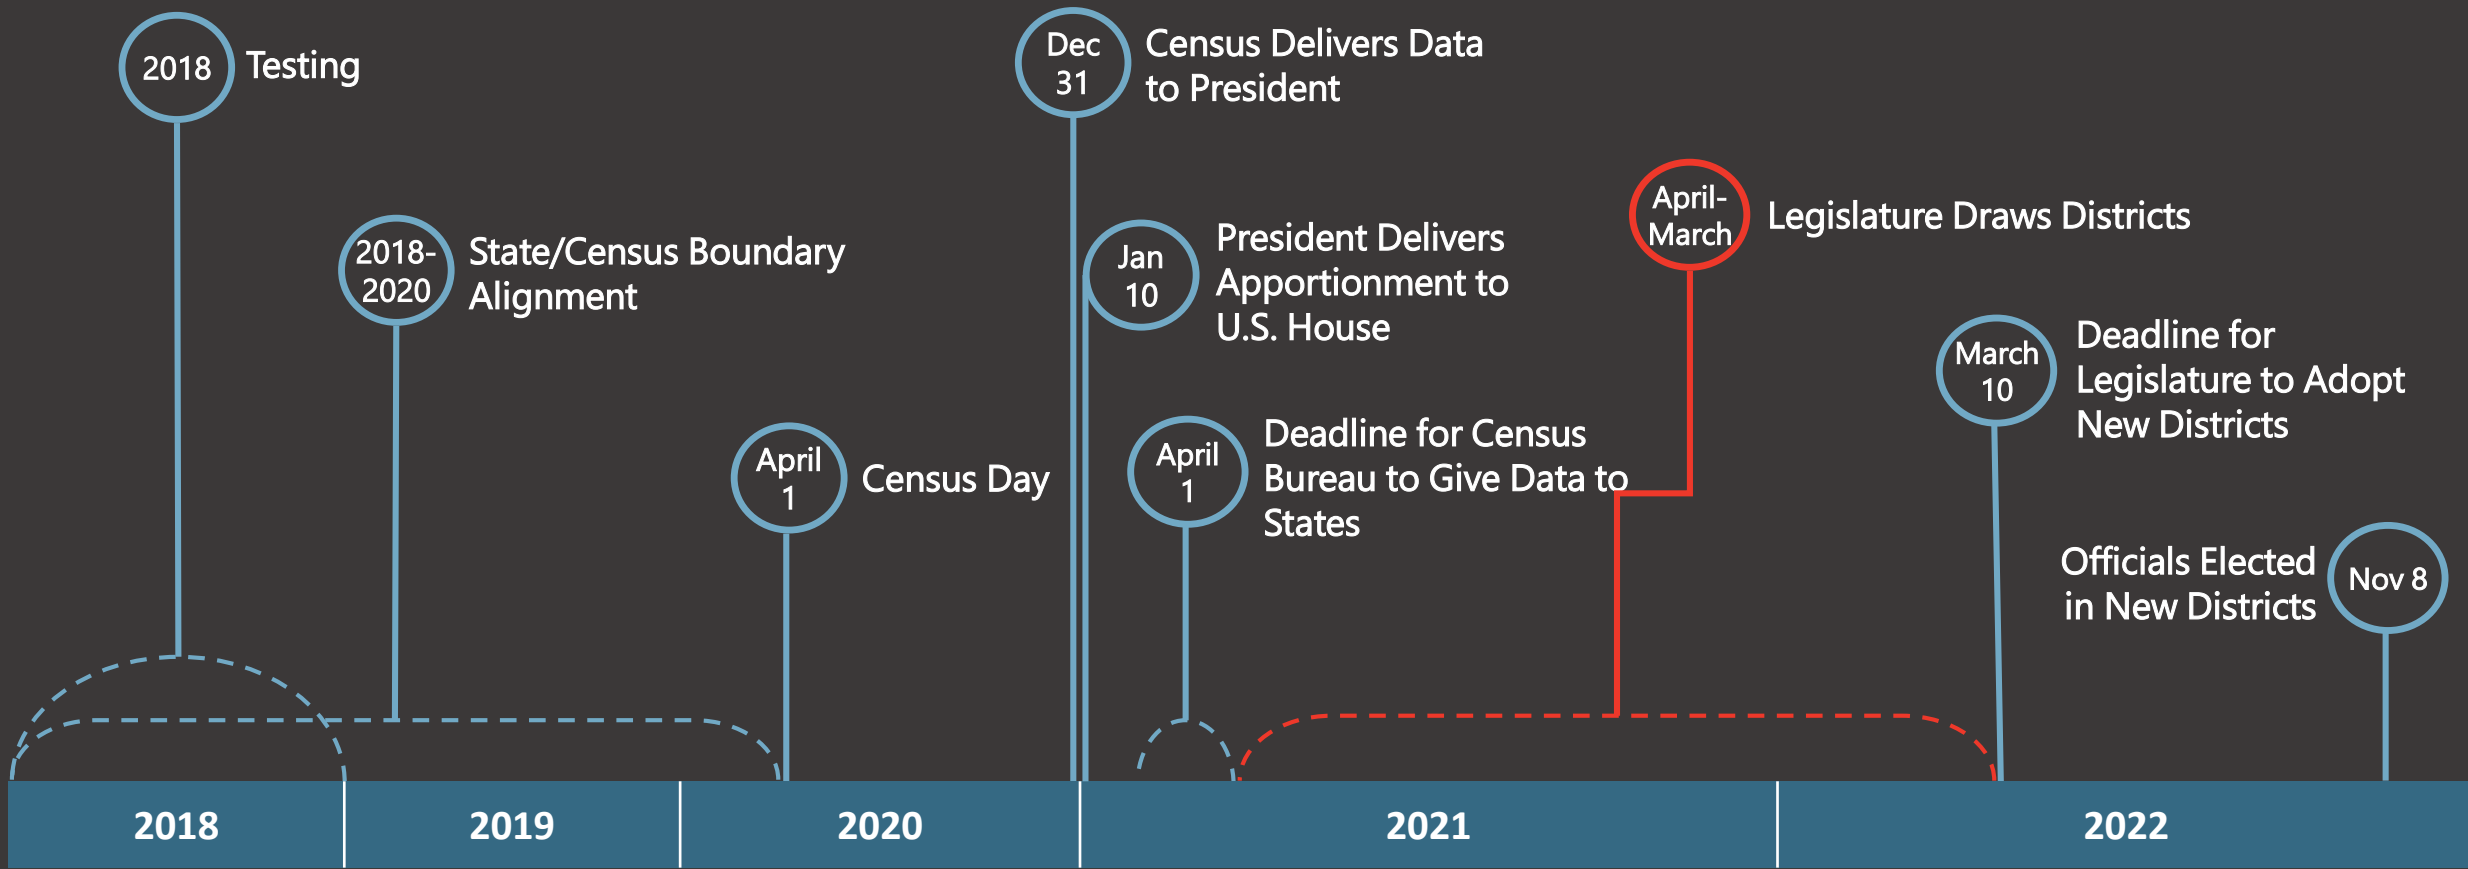 2018
Testing
2018-
2020
State/Census Boundary
Alignment
April
1
Census Day
Dec
31
Census Delivers Data
to President
Jan
10
President Delivers
Apportionment to
U.S. House
April
1
Deadline for Census
Bureau to Give Data to
States
April-
March
Legislature Draws Districts
March
10
Deadline for
Legislature to Adopt
New Districts
Officials Elected
in New Districts
Nov 8
2018
2019
2020
2021
2022